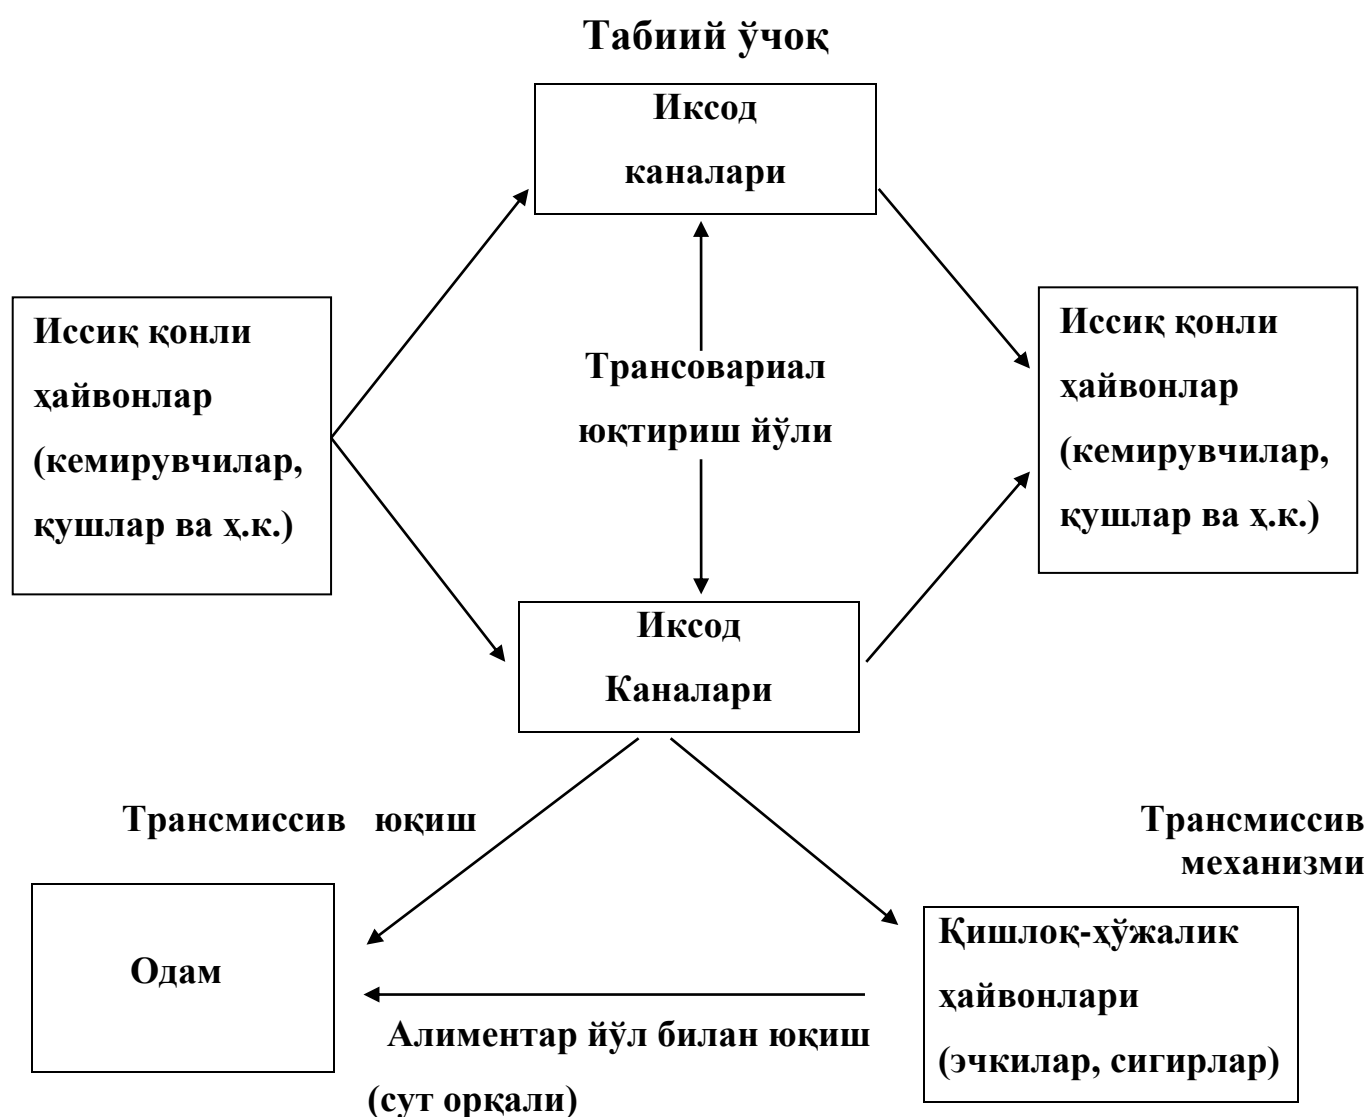 Табиий ўчоқ
Иксод
каналари
Иссиқ қонли
ҳайвонлар
(кемирувчилар,
қушлар ва ҳ.к.)
Трансовариал
юқтириш йўли
Иссиқ қонли
ҳайвонлар
(кемирувчилар,
қушлар ва ҳ.к.)
Иксод
Каналари
Трансмиссив юқиш
Трансмиссив
механизми
Одам
Қишлоқ-ҳўжалик
ҳайвонлари
(эчкилар, сигирлар)
Алиментар йўл билан юқиш
(сут орқали)